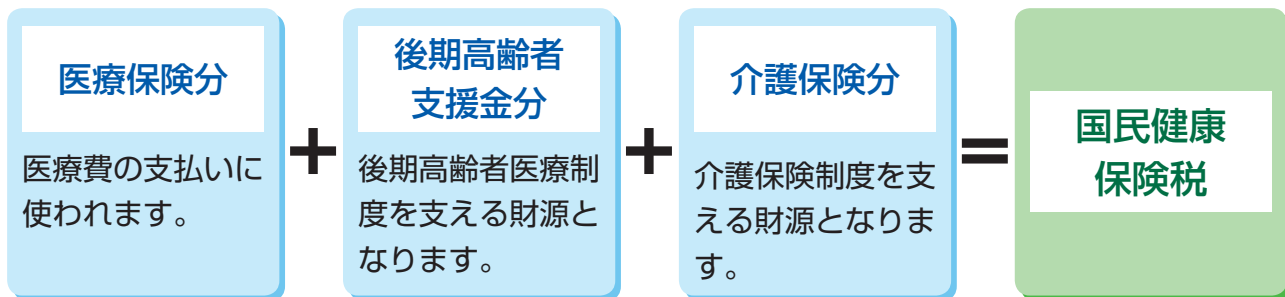 医療保険分
医療費の支払いに
使われます。
+
後期高齢者
支援金分
後期高齢者医療制
度を支える財源と
なります。
+
介護保険分
介護保険制度を支
える財源となりま
す。
=
国民健康
保険税